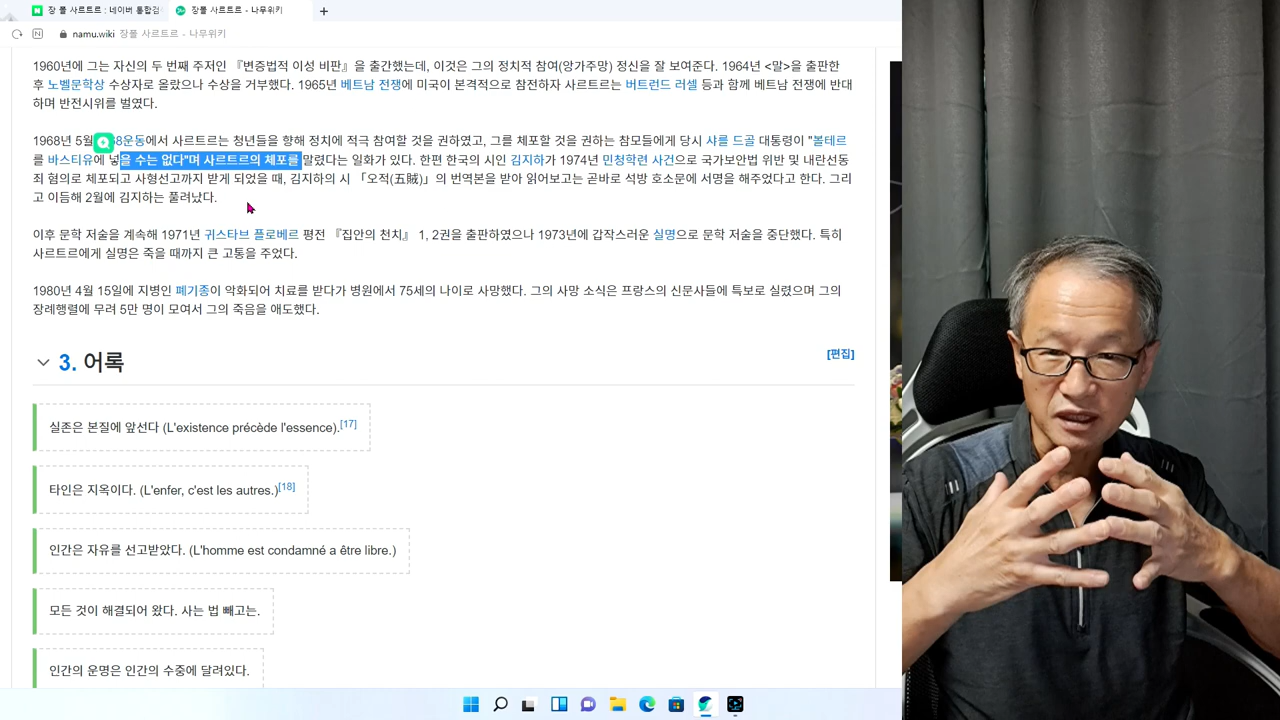 장 폴 사르트르 : 네이버 통합검
장폴 사르트르 - 나무위키
namu.wiki 장폴 사르트르 - 나무위키
1960년에 그는 자신의 두 번째 주저인 『변증법적 이성 비판』을 출간했는데, 이것은 그의 정치적 참여(앙가주망) 정신을 잘 보여준다. 1964년 <말>을 출판한
후 노벨문학상 수상자로 올랐으나 수상을 거부했다. 1965년 베트남 전쟁에 미국이 본격적으로 참전하자 사르트르는 버트런드 러셀 등과 함께 베트남 전쟁에 반대
하며 반전시위를 벌였다.
1968년 5월 8운동에서 사르트르는 청년들을 향해 정치에 적극 참여할 것을 권하였고, 그를 체포할 것을 권하는 참모들에게 당시 샤를 드골 대통령이 "볼테르
를 바스티유에 넣을 수는 없다"며 사르트르의 체포를 말렸다는 일화가 있다. 한편 한국의 시인 김지하가 1974년 민청학련 사건으로 국가보안법 위반 및 내란선동
죄 혐의로 체포되고 사형선고까지 받게 되었을 때, 김지하의 시 「오적(五賊)」의 번역본을 받아 읽어보고는 곧바로 석방 호소문에 서명을 해주었다고 한다. 그리
고 이듬해 2월에 김지하는 풀려났다.
이후 문학 저술을 계속해 1971년 귀스타브 플로베르 평전 『집안의 천치』 1, 2권을 출판하였으나 1973년에 갑작스러운 실명으로 문학 저술을 중단했다. 특히
사르트르에게 실명은 죽을 때까지 큰 고통을 주었다.
1980년 4월 15일에 지병인 폐기종이 악화되어 치료를 받다가 병원에서 75세의 나이로 사망했다. 그의 사망 소식은 프랑스의 신문사들에 특보로 실렸으며 그의
장례행렬에 무려 5만 명이 모여서 그의 죽음을 애도했다.
3. 어록
[편집]
실존은 본질에 앞선다 (L'existence précède l'essence).[17]
타인은 지옥이다. (L'enfer, c'est les autres.)[18]
인간은 자유를 선고받았다. (L'homme est condamné a être libre.)
모든 것이 해결되어 왔다. 사는 법 빼고는.
인간의 운명은 인간의 수중에 달려있다.